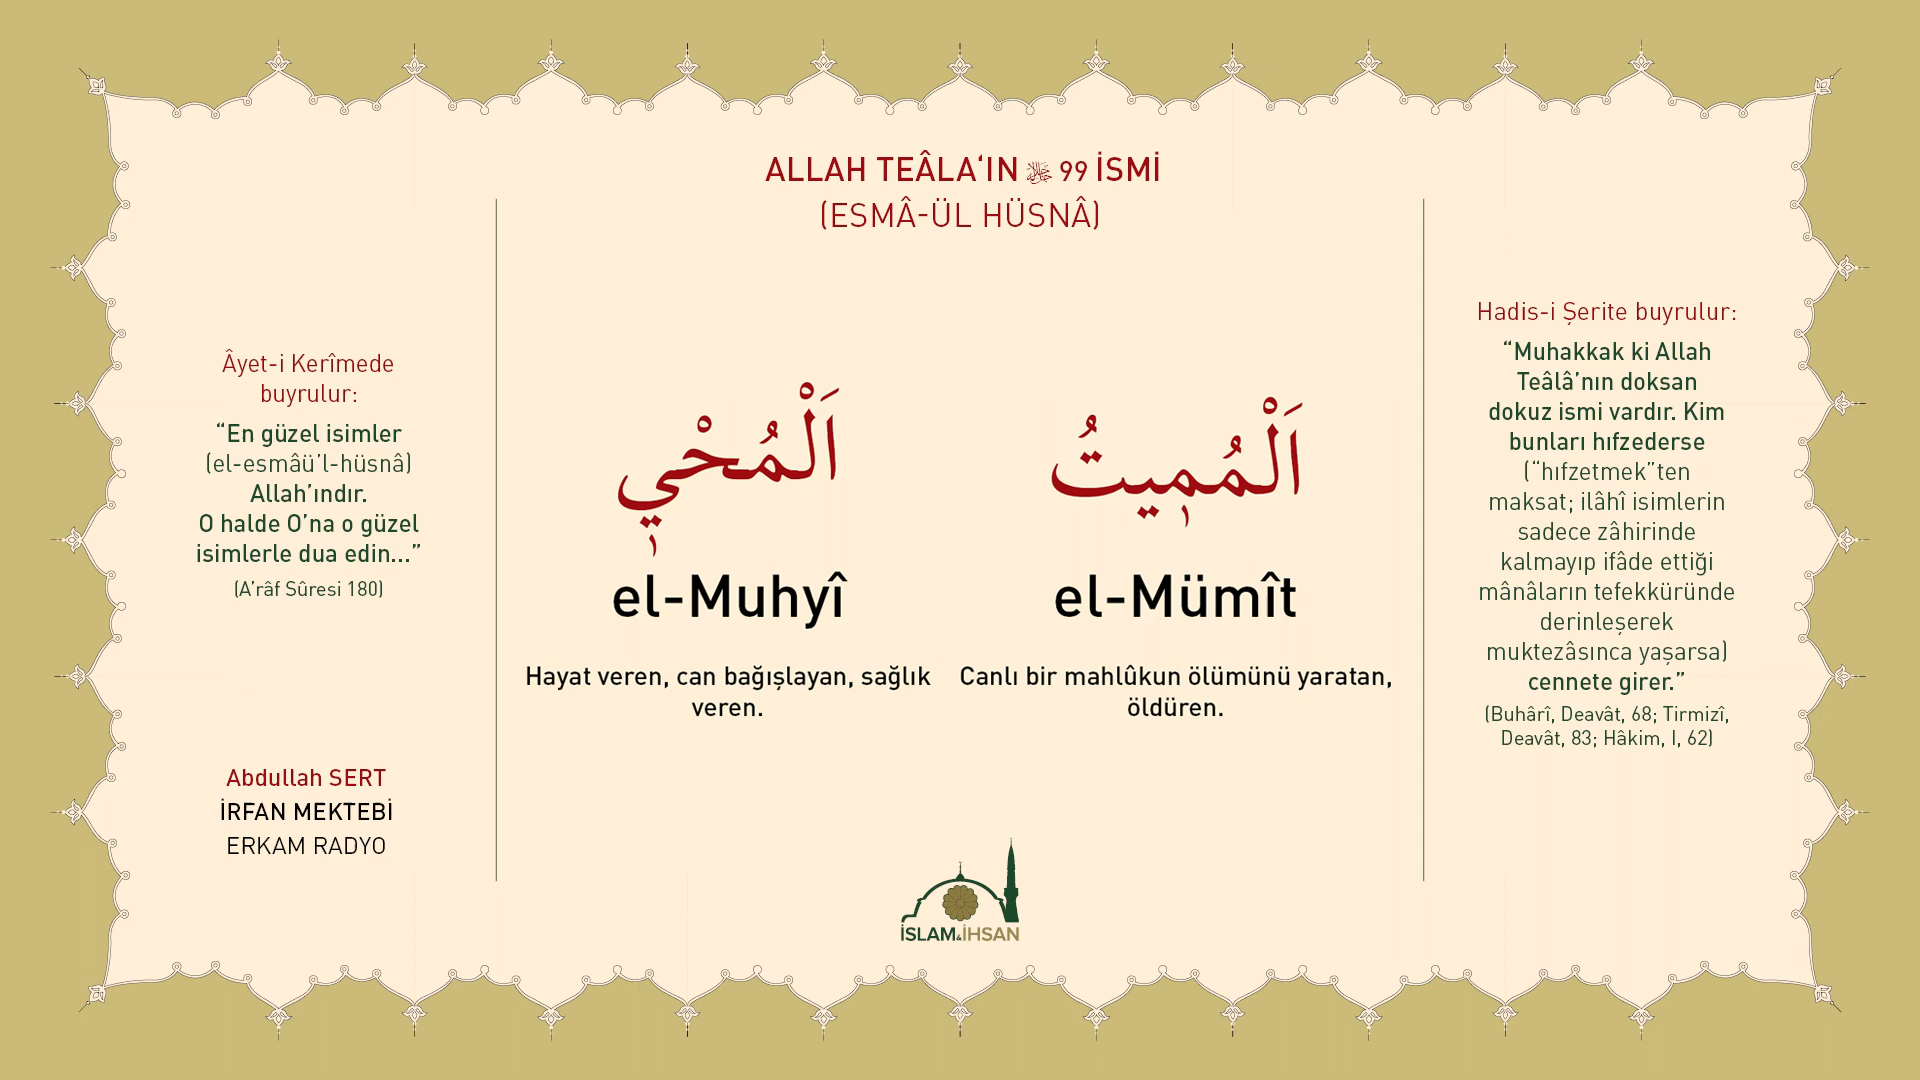 ALLAH TEÂLA‘IN ﷻ 99 İSMİ
(ESMÂ-ÜL HÜSNÂ)
Âyet-i Kerîmede
buyrulur:
“En güzel isimler
(el-esmâü’l-hüsnâ)
Allah’ındır.
O halde O’na o güzel
isimlerle dua edin...”
(A’râf Sûresi 180)
Abdullah SERT
İRFAN MEKTEBİ
ERKAM RADYO
اَلْمُحْيٖي
el-Muhyî
Hayat veren, can bağışlayan, sağlık
veren.
اَلْمُمٖيتُ
el-Mümît
Canlı bir mahlûkun ölümünü yaratan,
öldüren.
İSLAM&İHSAN
Hadis-i Şerite buyrulur:
“Muhakkak ki Allah
Teâlâ’nın doksan
dokuz ismi vardır. Kim
bunları hıfzederse
(“hıfzetmek”ten
maksat; ilâhî isimlerin
sadece zâhirinde
kalmayıp ifâde ettiği
mânâların tefekküründe
derinleşerek
muktezâsınca yaşarsa)
cennete girer.”
(Buhârî, Deavât, 68; Tirmizî,
Deavât, 83; Hâkim, I, 62)